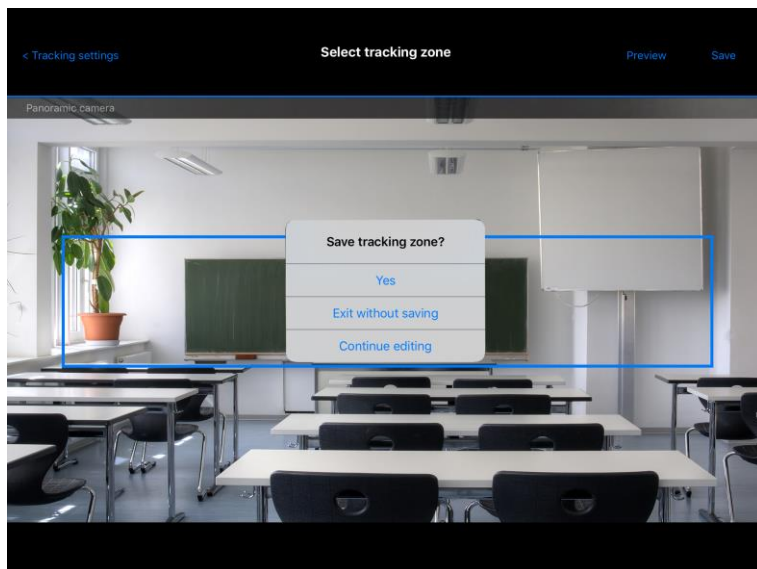 < Tracking settings
Select tracking zone
Preview
Save
Panoramic camera
Save tracking zone?
Yes
Exit without saving
Continue editing